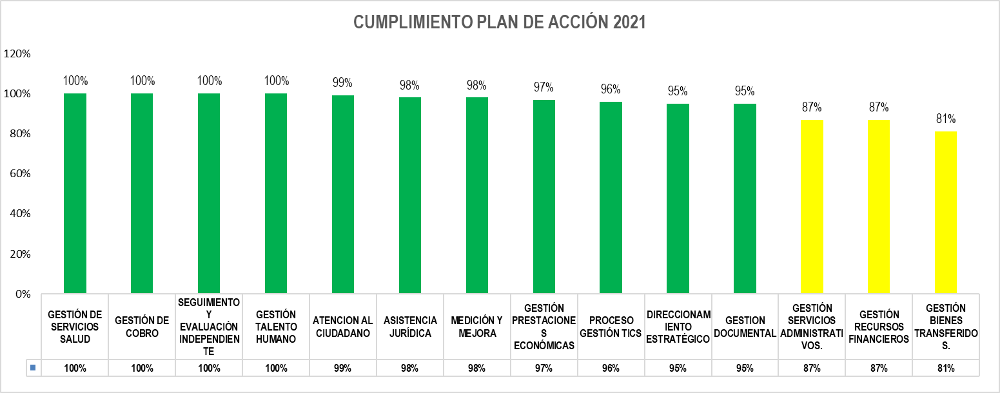 CUMPLIMIENTO PLAN DE ACCIÓN 2021
120%
100%
80%
60%
40%
20%
0%
100%
100%
100%
100%
99%
98%
98%
97%
96%
95%
95%
87%
87%
81%
GESTIÓN DE
SERVICIOS
SALUD
GESTIÓN DE
COBRO
SEGUIMIENTO
Y
EVALUACIÓN
INDEPENDIEN
TE
GESTIÓN
TALENTO
HUMANO
ATENCION AL
CIUDADANO
ASISTENCIA
JURÍDICA
MEDICIÓN Y
MEJORA
GESTIÓN
PRESTACIONE
S
ECONÓMICAS
PROCESO
GESTIÓN TICS
DIRECCIONAM
IENTO
ESTRATÉGICO
GESTION
DOCUMENTAL
GESTIÓN
SERVICIOS
ADMINISTRATI
VOS.
GESTIÓN
RECURSOS
FINANCIEROS
GESTIÓN
BIENES
TRANSFERIDO
S.
100% 100% 100% 100% 99% 98% 98% 97% 96% 95% 95% 87% 87% 81%